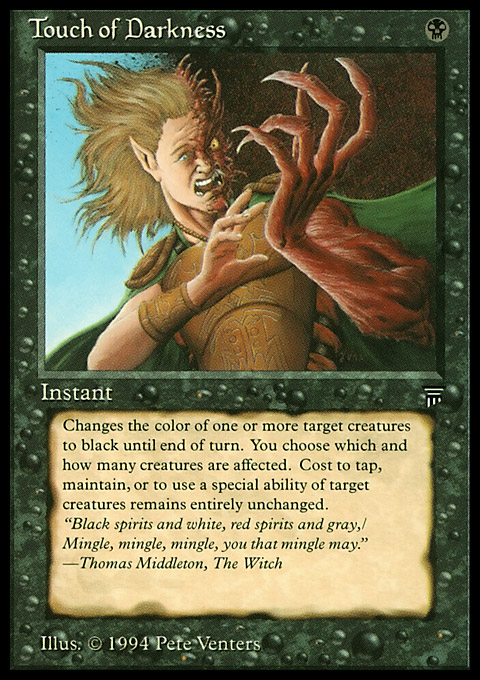 Touch of Darkness
Instant
Changes the color of one or more target creatures
to black until end of turn. You choose which and
how many creatures are affected. Cost to tap,
maintain, or to use a special ability of target
creatures remains entirely unchanged.
“Black spirits and white, red spirits and gray,/
Mingle, mingle, mingle, you that mingle may.”
—Thomas Middleton, The Witch
Illus. © 1994 Pete Venters